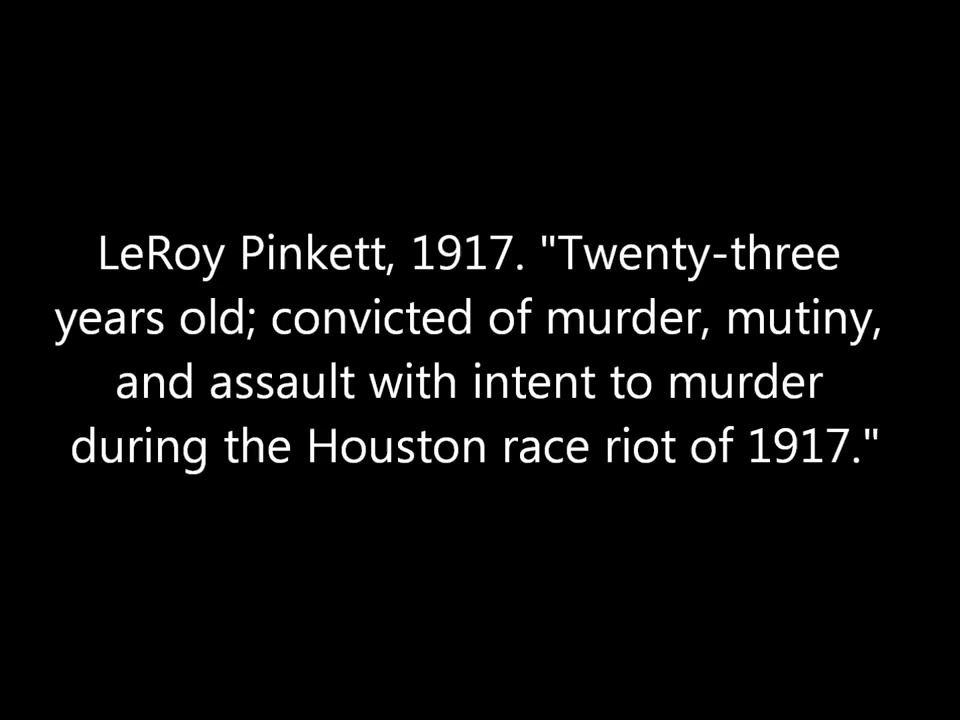 LeRoy Pinkett, 1917. "Twenty-three
years old; convicted of murder, mutiny,
and assault with intent to murder
during the Houston race riot of 1917."